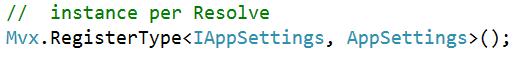 //  instance per Resolve
Mvx.RegisterType<IAppSettings, AppSettings>();